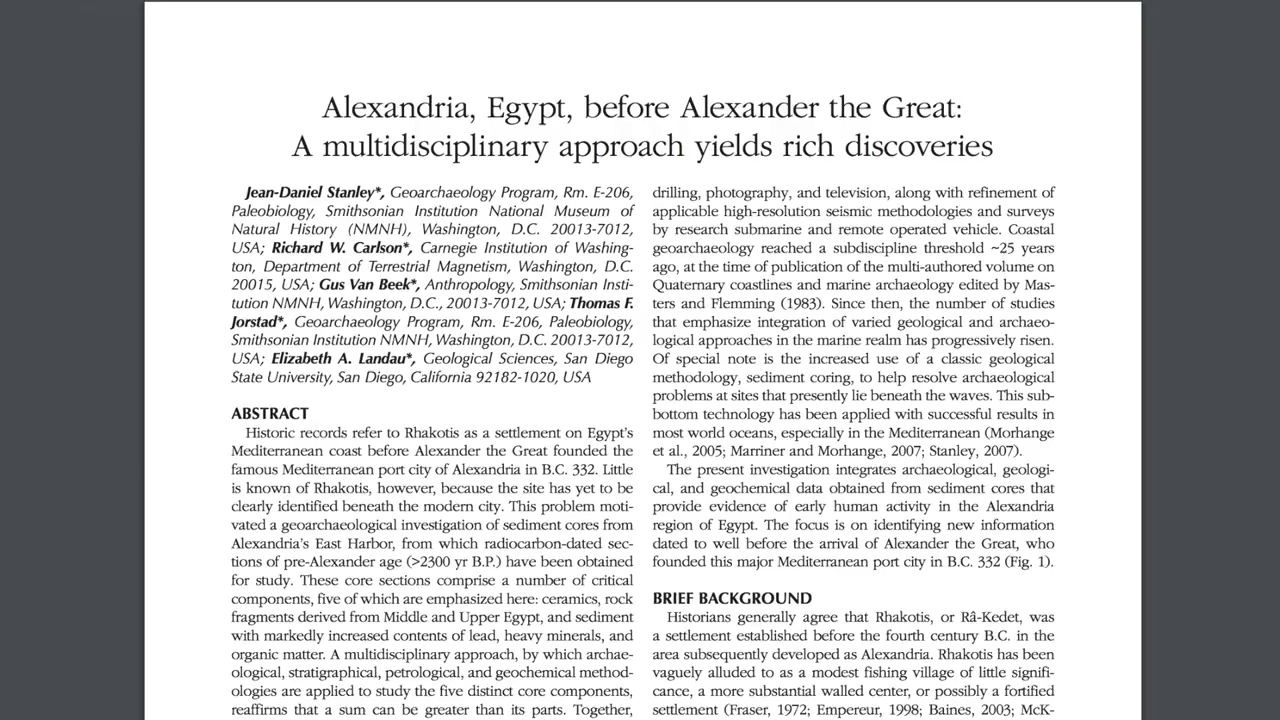 Alexandria, Egypt, before Alexander the Great:
A multidisciplinary approach yields rich discoveries
Jean-Daniel Stanley*, Geoarchaeology Program, Rm. E-206,
Paleobiology, Smithsonian Institution National Museum of
Natural History (NMNH), Washington, D.C. 20013-7012,
USA; Richard W. Carlson*, Carnegie Institution of Washing-
ton, Department of Terrestrial Magnetism, Washington, D.C.
20015, USA; Gus Van Beek*, Anthropology, Smithsonian Insti-
tution NMNH, Washington, D.C., 20013-7012, USA; Thomas F.
Jorstad*, Geoarchaeology Program, Rm. E-206, Paleobiology,
Smithsonian Institution NMNH, Washington, D.C. 20013-7012,
USA; Elizabeth A. Landau*, Geological Sciences, San Diego
State University, San Diego, California 92182-1020, USA
ABSTRACT
Historic records refer to Rhakotis as a settlement on Egypt's
Mediterranean coast before Alexander the Great founded the
famous Mediterranean port city of Alexandria in B.C. 332. Little
is known of Rhakotis, however, because the site has yet to be
clearly identified beneath the modern city. This problem moti-
vated a geoarchaeological investigation of sediment cores from
Alexandria's East Harbor, from which radiocarbon-dated sec-
tions of pre-Alexander age (>2300 yr B.P.) have been obtained
for study. These core sections comprise a number of critical
components, five of which are emphasized here: ceramics, rock
fragments derived from Middle and Upper Egypt, and sediment
with markedly increased contents of lead, heavy minerals, and
organic matter. A multidisciplinary approach, by which archae-
ological, stratigraphical, petrological, and geochemical method-
ologies are applied to study the five distinct core components,
reaffirms that a sum can be greater than its parts. Together,
drilling, photography, and television, along with refinement of
applicable high-resolution seismic methodologies and surveys
by research submarine and remote operated vehicle. Coastal
geoarchaeology reached a subdiscipline threshold ~25 years
ago, at the time of publication of the multi-authored volume on
Quaternary coastlines and marine archaeology edited by Mas-
ters and Flemming (1983). Since then, the number of studies
that emphasize integration of varied geological and archaeo-
logical approaches in the marine realm has progressively risen.
Of special note is the increased use of a classic geological
methodology, sediment coring, to help resolve archaeological
problems at sites that presently lie beneath the waves. This sub-
bottom technology has been applied with successful results in
most world oceans, especially in the Mediterranean (Morhange
et al., 2005; Marriner and Morhange, 2007; Stanley, 2007).
The present investigation integrates archaeological, geologi-
cal, and geochemical data obtained from sediment cores that
provide evidence of early human activity in the Alexandria
region of Egypt. The focus is on identifying new information
dated to well before the arrival of Alexander the Great, who
founded this major Mediterranean port city in B.C. 332 (Fig. 1).
BRIEF BACKGROUND
Historians generally agree that Rhakotis, or Râ-Kedet, was
a settlement established before the fourth century B.C. in the
area subsequently developed as Alexandria. Rhakotis has been
vaguely alluded to as a modest fishing village of little signifi-
cance, a more substantial walled center, or possibly a fortified
settlement (Fraser, 1972; Empereur, 1998; Baines, 2003; McK-